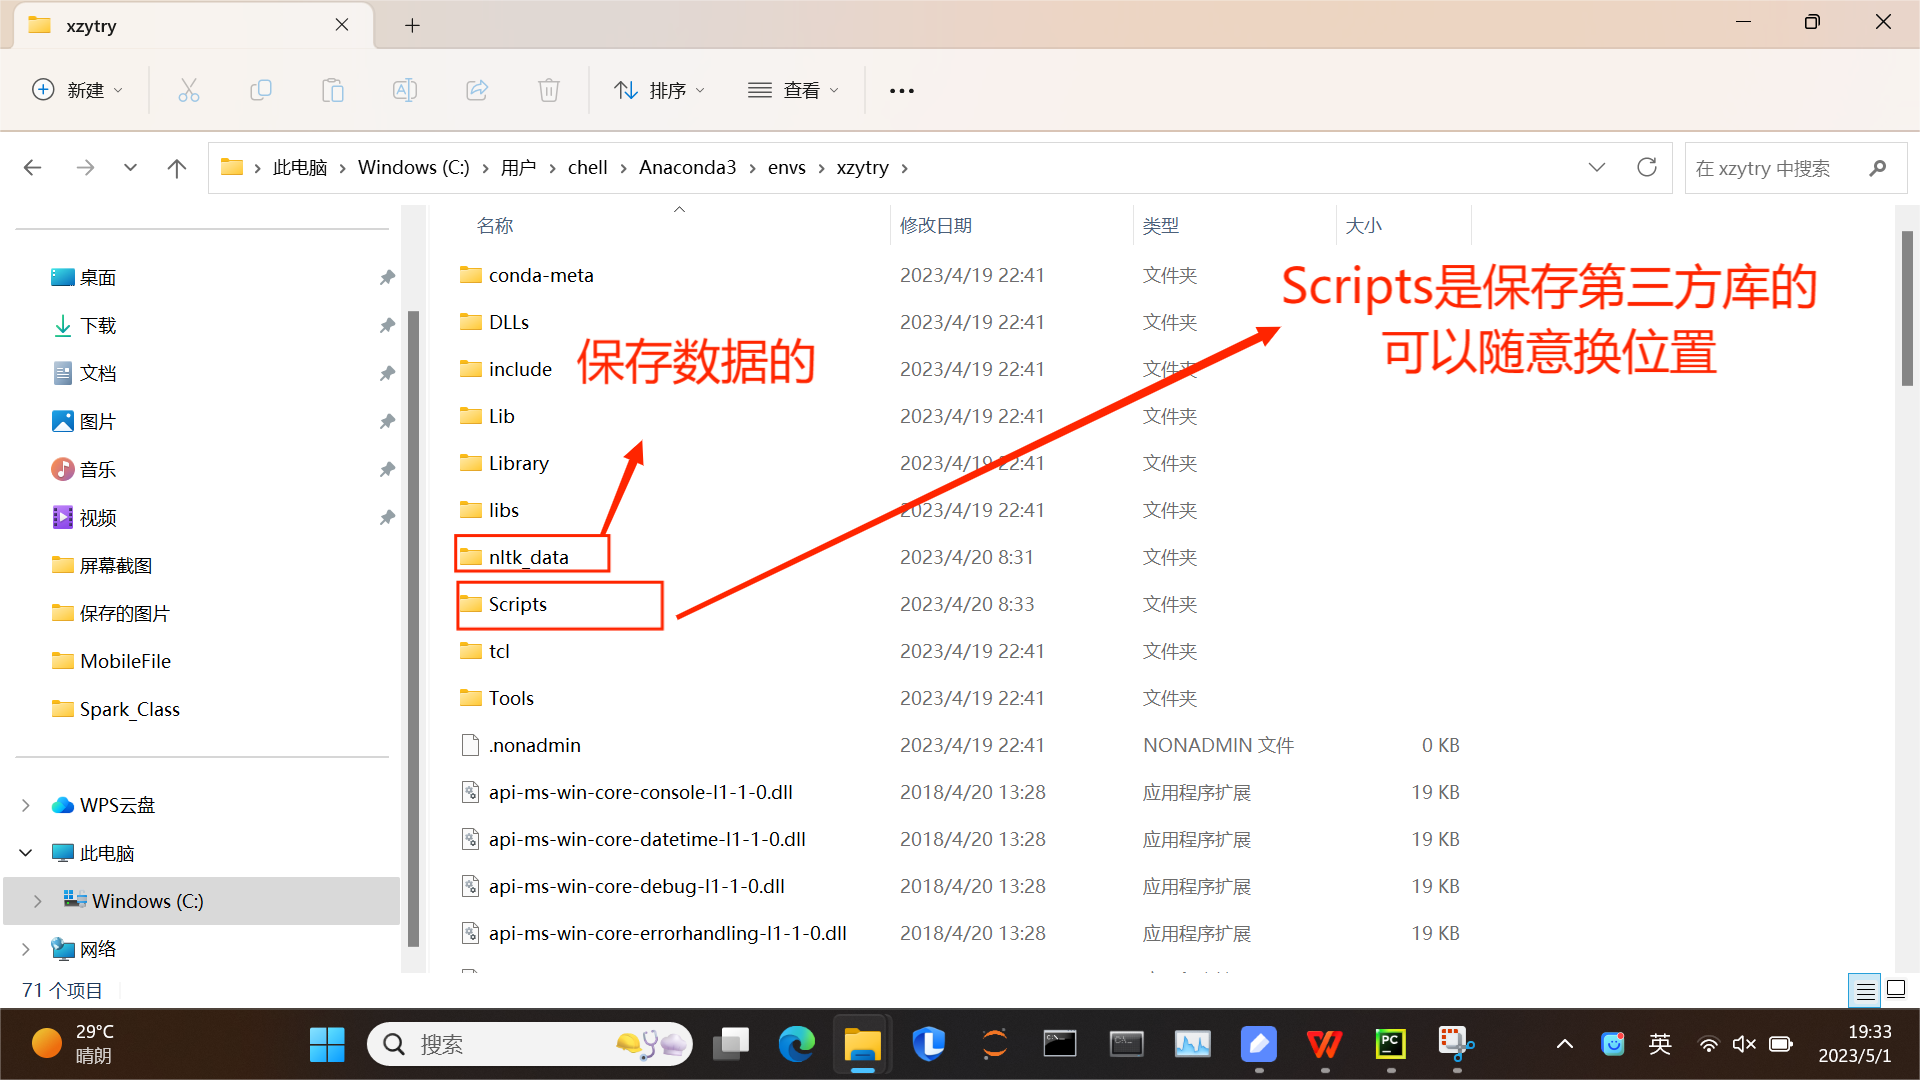 xzytry
新建
排序
查看
此电脑 > Windows (C:) > 用户 > chell > Anaconda3 > envs > xzytry >
在 xzytry 中搜索
名称 修改日期 类型 大小
桌面
下载
文档
图片
音乐
视频
屏幕截图
保存的图片
MobileFile
Spark_Class
WPS云盘
此电脑
Windows (C:)
网络
conda-meta 2023/4/19 22:41 文件夹
DLLs 2023/4/19 22:41 文件夹
include 2023/4/19 22:41 文件夹
Lib 2023/4/19 22:41 文件夹
Library 2023/4/19 22:41 文件夹
libs 2023/4/19 22:41 文件夹
nltk_data 2023/4/20 8:31 文件夹
Scripts 2023/4/20 8:33 文件夹
tcl 2023/4/19 22:41 文件夹
Tools 2023/4/19 22:41 文件夹
.nonadmin 2023/4/19 22:41 NONADMIN 文件 0 KB
api-ms-win-core-console-l1-1-0.dll 2018/4/20 13:28 应用程序扩展 19 KB
api-ms-win-core-datetime-l1-1-0.dll 2018/4/20 13:28 应用程序扩展 19 KB
api-ms-win-core-debug-l1-1-0.dll 2018/4/20 13:28 应用程序扩展 19 KB
api-ms-win-core-errorhandling-l1-1-0.dll 2018/4/20 13:28 应用程序扩展 19 KB
保存数据的
Scripts是保存第三方库的
可以随意换位置
71 个项目
29°C
晴朗
搜索
PC
英
19:33
2023/5/1